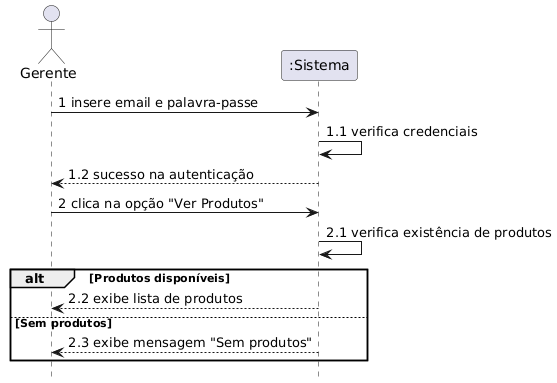 Gerente
:Sistema
1 insere email e palavra-passe
1.1 verifica credenciais
1.2 sucesso na autenticação
2 clica na opção "Ver Produtos"
2.1 verifica existência de produtos
alt [Produtos disponíveis]
2.2 exibe lista de produtos
[Sem produtos]
2.3 exibe mensagem "Sem produtos"